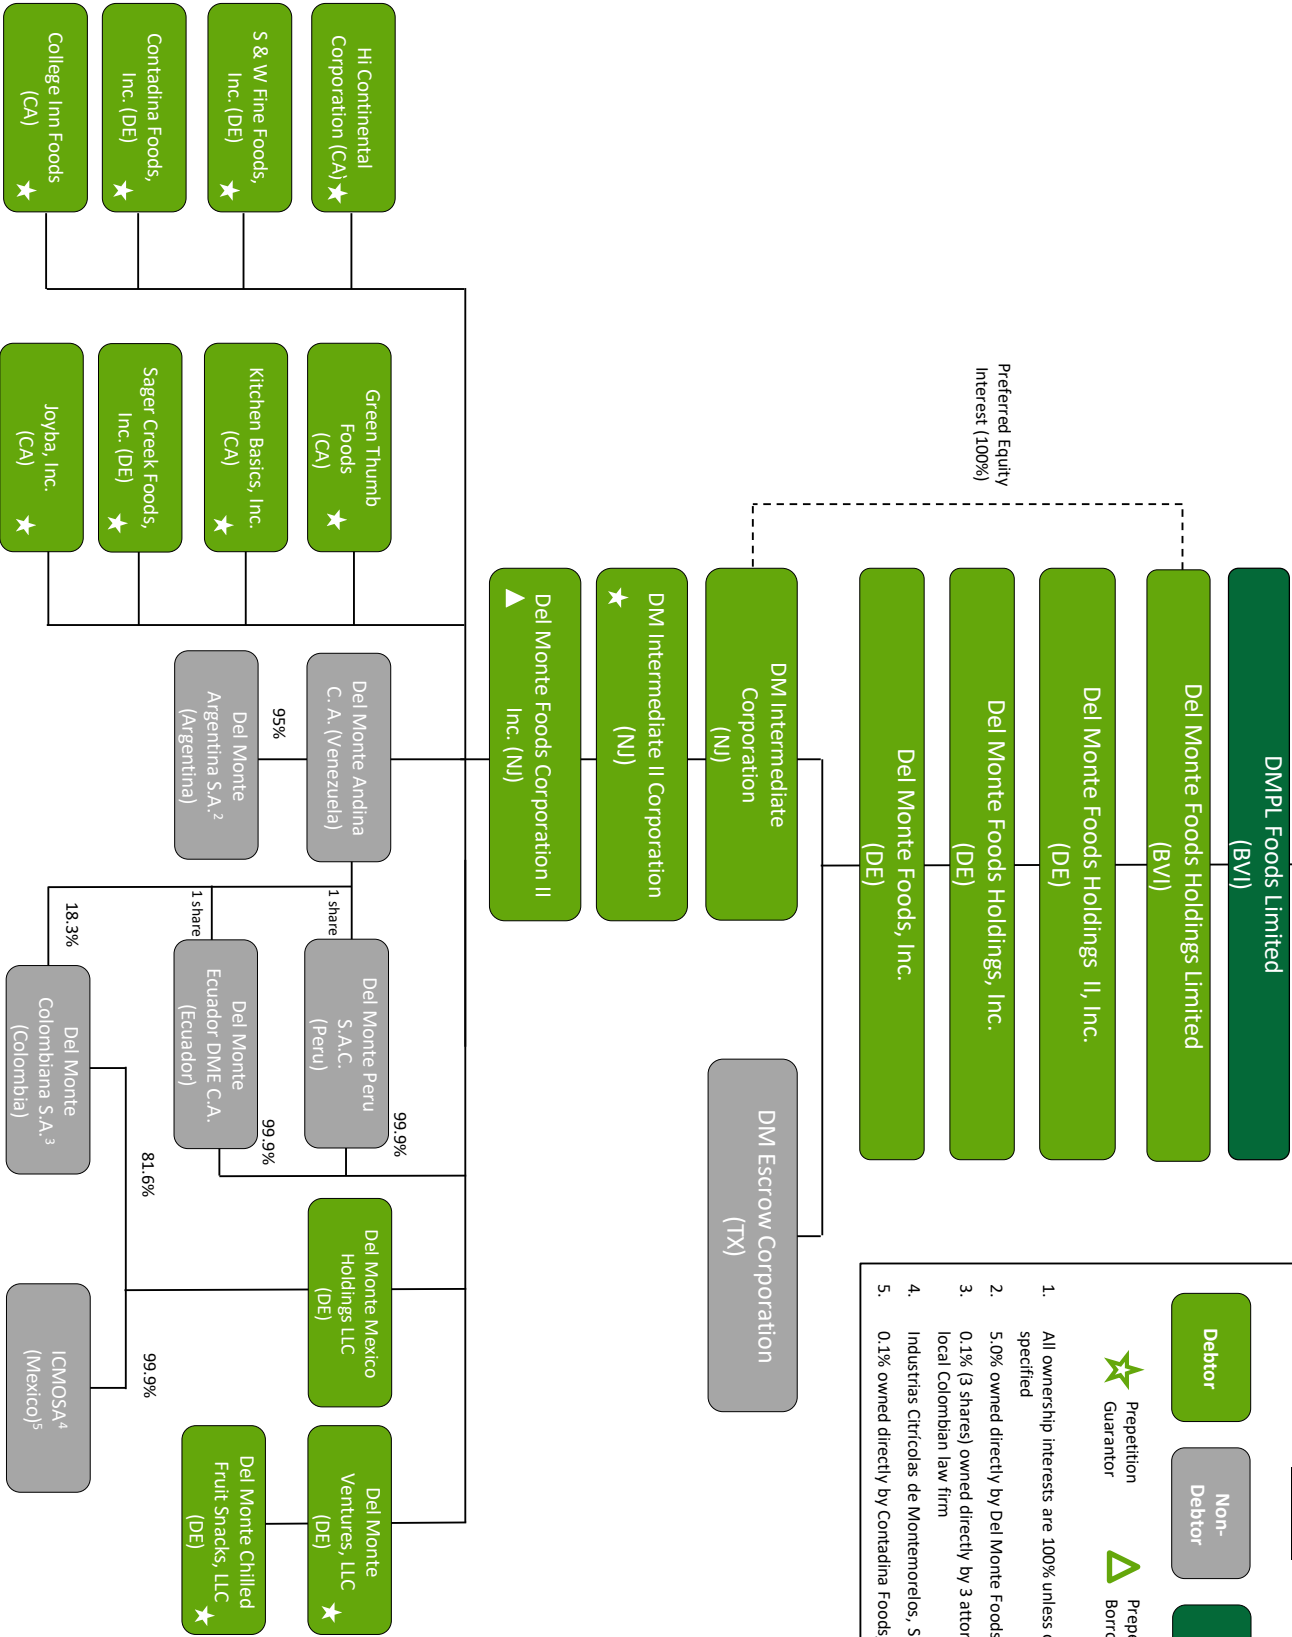 DMPL Foods Limited
(BVI)
Del Monte Foods Holdings Limited
(BVI)
Del Monte Foods Holdings II, Inc.
(DE)
Del Monte Foods Holdings, Inc.
(DE)
Del Monte Foods, Inc.
(DE)
Preferred Equity
Interest (100%)
DM Intermediate
Corporation
(NJ)
DM Escrow Corporation
(TX)
DM Intermediate II Corporation
(NJ)
Del Monte Foods Corporation II
Inc. (NJ)
Debtor
Non-
Debtor
Prepetition
Guarantor
1. All ownership interests are 100% unless
specified
2. 5.0% owned directly by Del Monte Foods
3. 0.1% (3 shares) owned directly by 3
local Colombian law firm
4. Industrias Citrícolas de Montemorelos,
5. 0.1% owned directly by Contadina Foods,
Hi Continental
Corporation (CA)
S & W Fine Foods,
Inc. (DE)
Contadina Foods,
Inc. (DE)
College Inn Foods
(CA)
Green Thumb
Foods
(CA)
Kitchen Basics, Inc.
(CA)
Sager Creek Foods,
Inc. (DE)
Joyba, Inc.
(CA)
Del Monte Andina
C. A. (Venezuela)
95%
Del Monte
Argentina S.A.²
(Argentina)
1 share
Del Monte Peru
S.A.C.
(Peru)
99.9%
1 share
Del Monte
Ecuador DME C.A.
(Ecuador)
99.9%
18.3%
Del Monte
Colombiana S.A.³
(Colombia)
81.6%
Del Monte Mexico
Holdings LLC
(DE)
99.9%
ICMOSA⁴
(Mexico)⁵
Del Monte
Ventures, LLC
(DE)
Del Monte Chilled
Fruit Snacks, LLC
(DE)